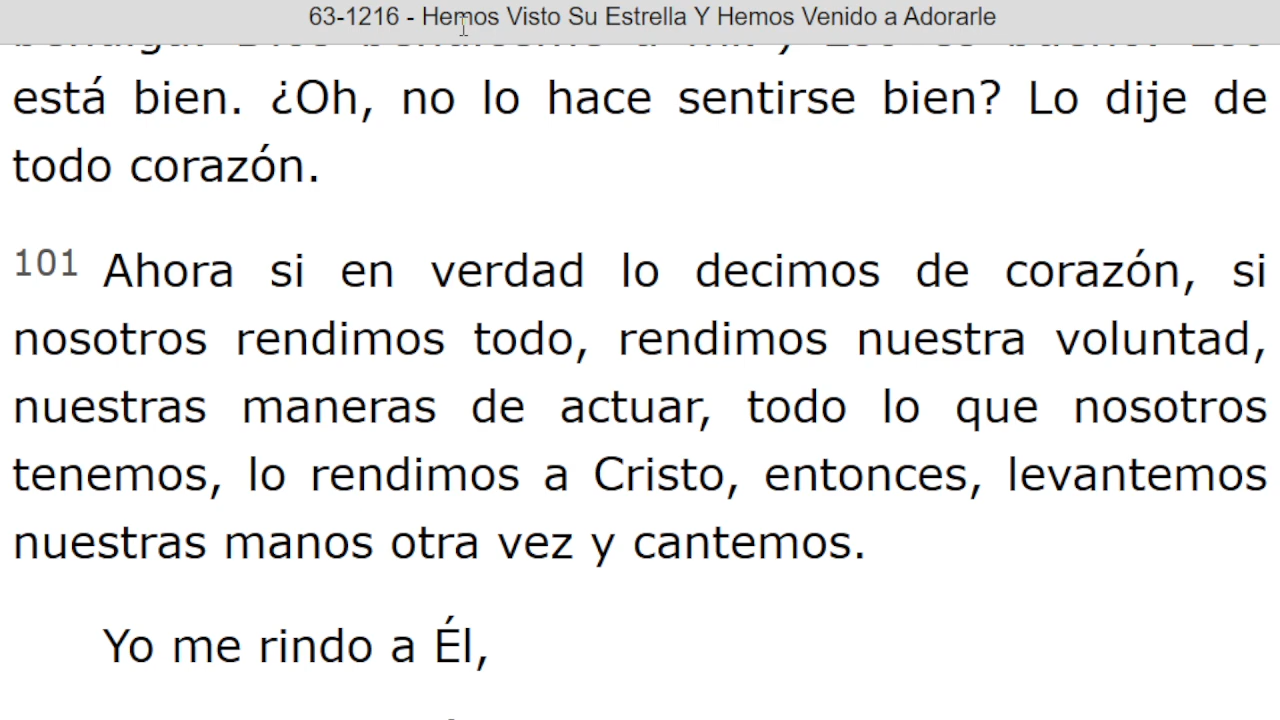 63-1216 - Hemos Visto Su Estrella Y Hemos Venido a Adorarle
está bien. ¿Oh, no lo hace sentirse bien? Lo dije de
todo corazón.
101 Ahora si en verdad lo decimos de corazón, si
nosotros rendimos todo, rendimos nuestra voluntad,
nuestras maneras de actuar, todo lo que nosotros
tenemos, lo rendimos a Cristo, entonces, levantemos
nuestras manos otra vez y cantemos.
Yo me rindo a Él,